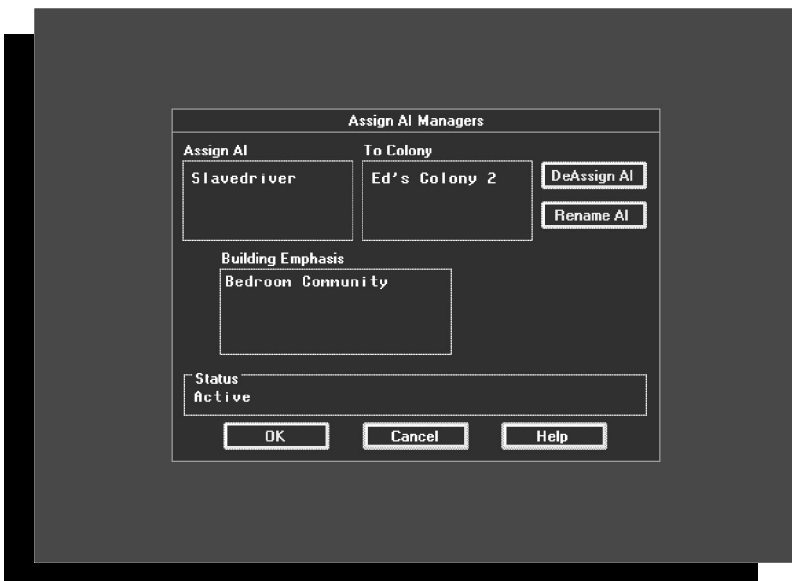 Assign AI Managers
Assign AI
To Colony
Slavedriver
Ed's Colony 2
DeAssign AI
Rename AI
Building Emphasis
Bedroom Community
Status
Active
OK
Cancel
Help